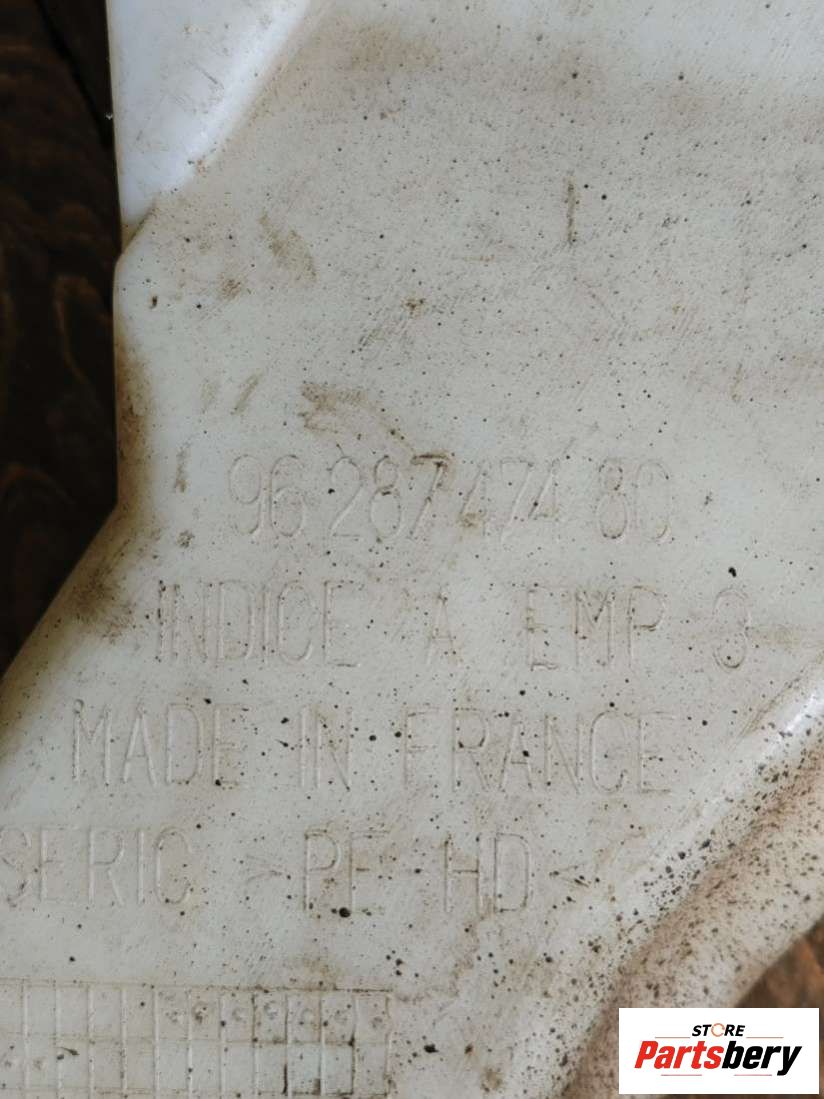 96 287 474 80
INDICE A EMP 3
MADE IN FRANCE
SERIC >PE HD<
STORE
Partsbery